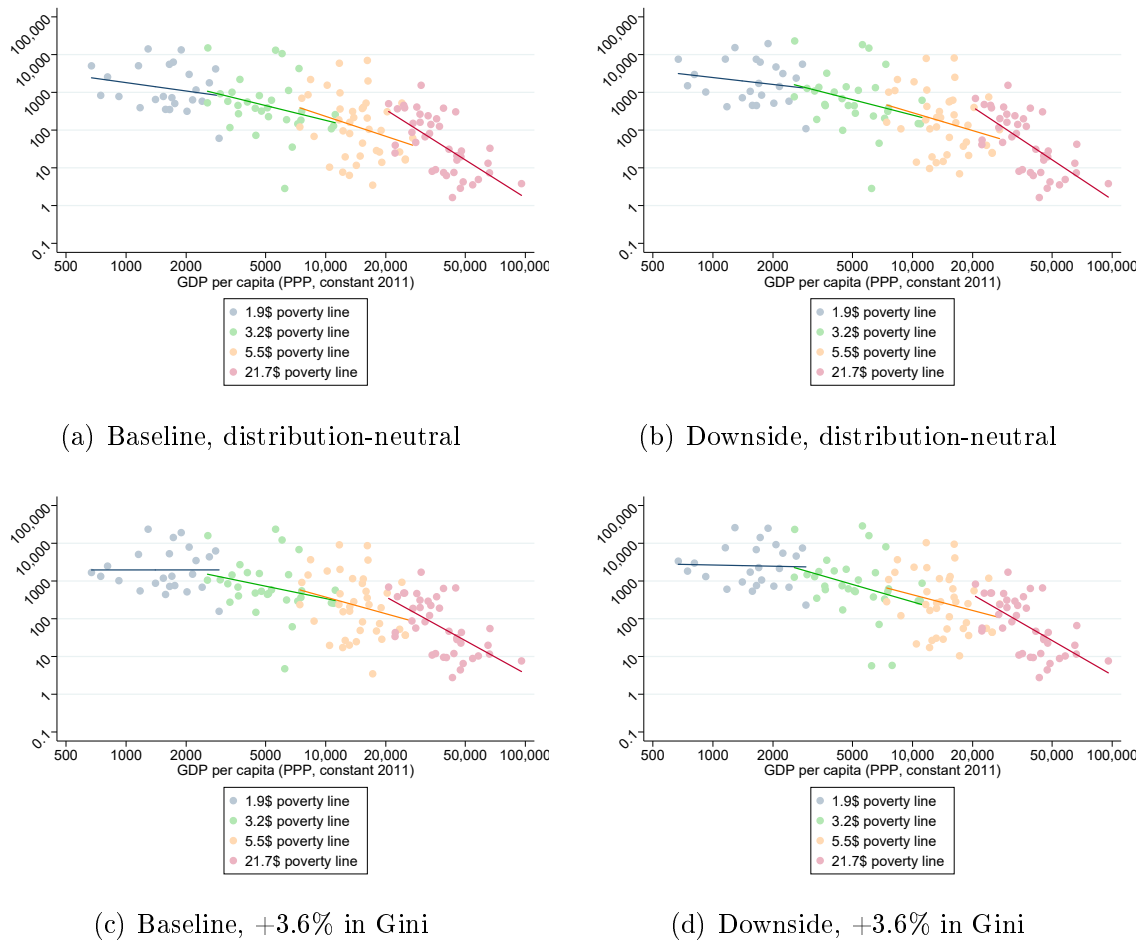 100,000
10,000
1000
100
10
1
0.1
500 1000 2000 5000 10,000 20,000 50,000 100,000
GDP per capita (PPP, constant 2011)
1.9$ poverty line
3.2$ poverty line
5.5$ poverty line
21.7$ poverty line
(a) Baseline, distribution-neutral
100,000
10,000
1000
100
10
1
0.1
500 1000 2000 5000 10,000 20,000 50,000 100,000
GDP per capita (PPP, constant 2011)
1.9$ poverty line
3.2$ poverty line
5.5$ poverty line
21.7$ poverty line
(b) Downside, distribution-neutral
100,000
10,000
1000
100
10
1
0.1
500 1000 2000 5000 10,000 20,000 50,000 100,000
GDP per capita (PPP, constant 2011)
1.9$ poverty line
3.2$ poverty line
5.5$ poverty line
21.7$ poverty line
(c) Baseline, +3.6% in Gini
100,000
10,000
1000
100
10
1
0.1
500 1000 2000 5000 10,000 20,000 50,000 100,000
GDP per capita (PPP, constant 2011)
1.9$ poverty line
3.2$ poverty line
5.5$ poverty line
21.7$ poverty line
(d) Downside, +3.6% in Gini